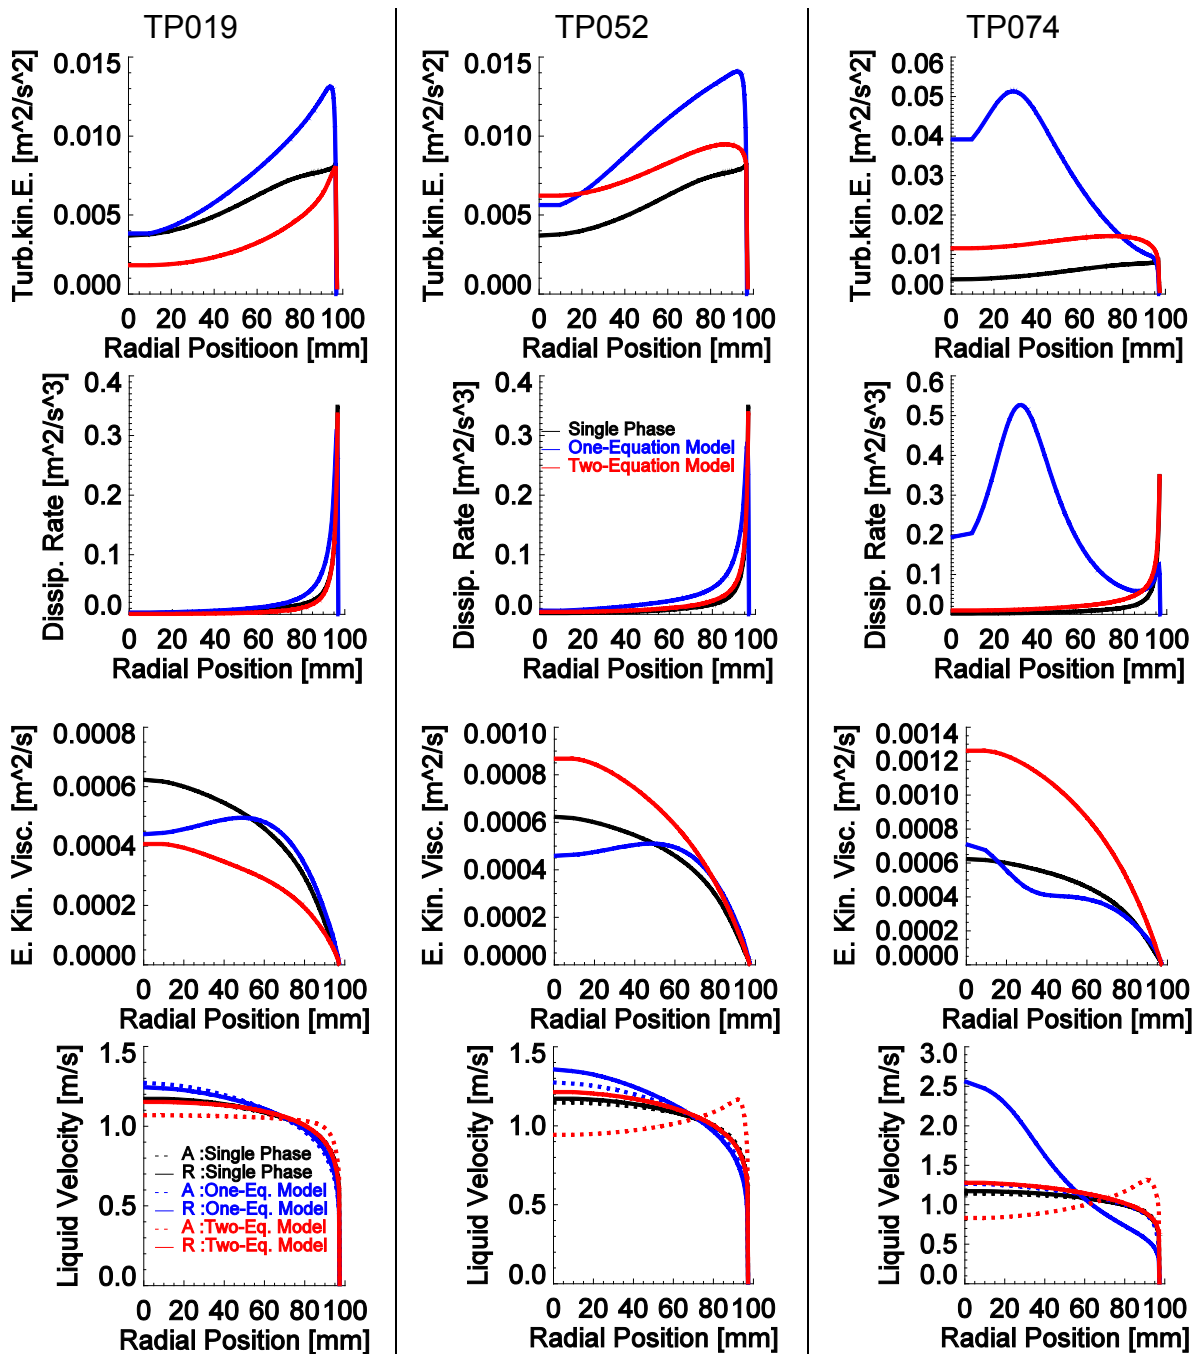 TP019
TP052
TP074
Turb.kin.E. [m^2/s^2]
0.015
0.010
0.005
0.000
0 20 40 60 80 100
Radial Positioon [mm]
Turb.kin.E. [m^2/s^2]
0.015
0.010
0.005
0.000
0 20 40 60 80 100
Radial Position [mm]
Turb.kin.E. [m^2/s^2]
0.06
0.05
0.04
0.03
0.02
0.01
0.00
0 20 40 60 80 100
Radial Position [mm]
Dissip. Rate [m^2/s^3]
0.4
0.3
0.2
0.1
0.0
0 20 40 60 80 100
Radial Position [mm]
Dissip. Rate [m^2/s^3]
0.4
0.3
0.2
0.1
0.0
Single Phase
One-Equation Model
Two-Equation Model
0 20 40 60 80 100
Radial Position [mm]
Dissip. Rate [m^2/s^3]
0.6
0.5
0.4
0.3
0.2
0.1
0.0
0 20 40 60 80 100
Radial Position [mm]
E. Kin. Visc. [m^2/s]
0.0008
0.0006
0.0004
0.0002
0.0000
0 20 40 60 80 100
Radial Position [mm]
E. Kin. Visc. [m^2/s]
0.0010
0.0008
0.0006
0.0004
0.0002
0.0000
0 20 40 60 80 100
Radial Position [mm]
E. Kin. Visc. [m^2/s]
0.0014
0.0012
0.0010
0.0008
0.0006
0.0004
0.0002
0.0000
0 20 40 60 80 100
Radial Position [mm]
Liquid Velocity [m/s]
1.5
1.0
0.5
0.0
A :Single Phase
R :Single Phase
A :One-Eq. Model
R :One-Eq. Model
A :Two-Eq. Model
R :Two-Eq. Model
0 20 40 60 80 100
Radial Position [mm]
Liquid Velocity [m/s]
1.5
1.0
0.5
0.0
0 20 40 60 80 100
Radial Position [mm]
Liquid Velocity [m/s]
3.0
2.5
2.0
1.5
1.0
0.5
0.0
0 20 40 60 80 100
Radial Position [mm]